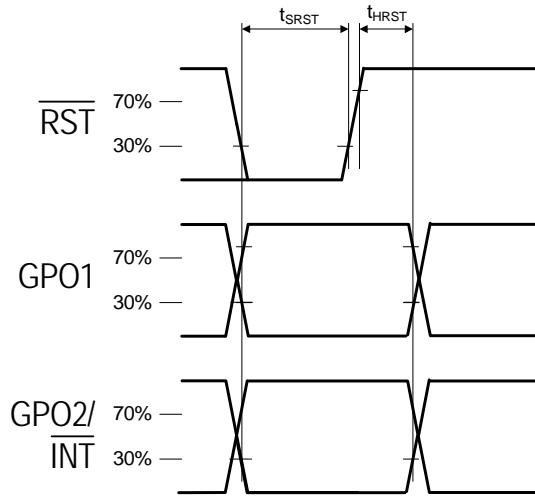 tSRST tHRST
RST 70%
30%
GPO1 70%
30%
GPO2/
INT 70%
30%